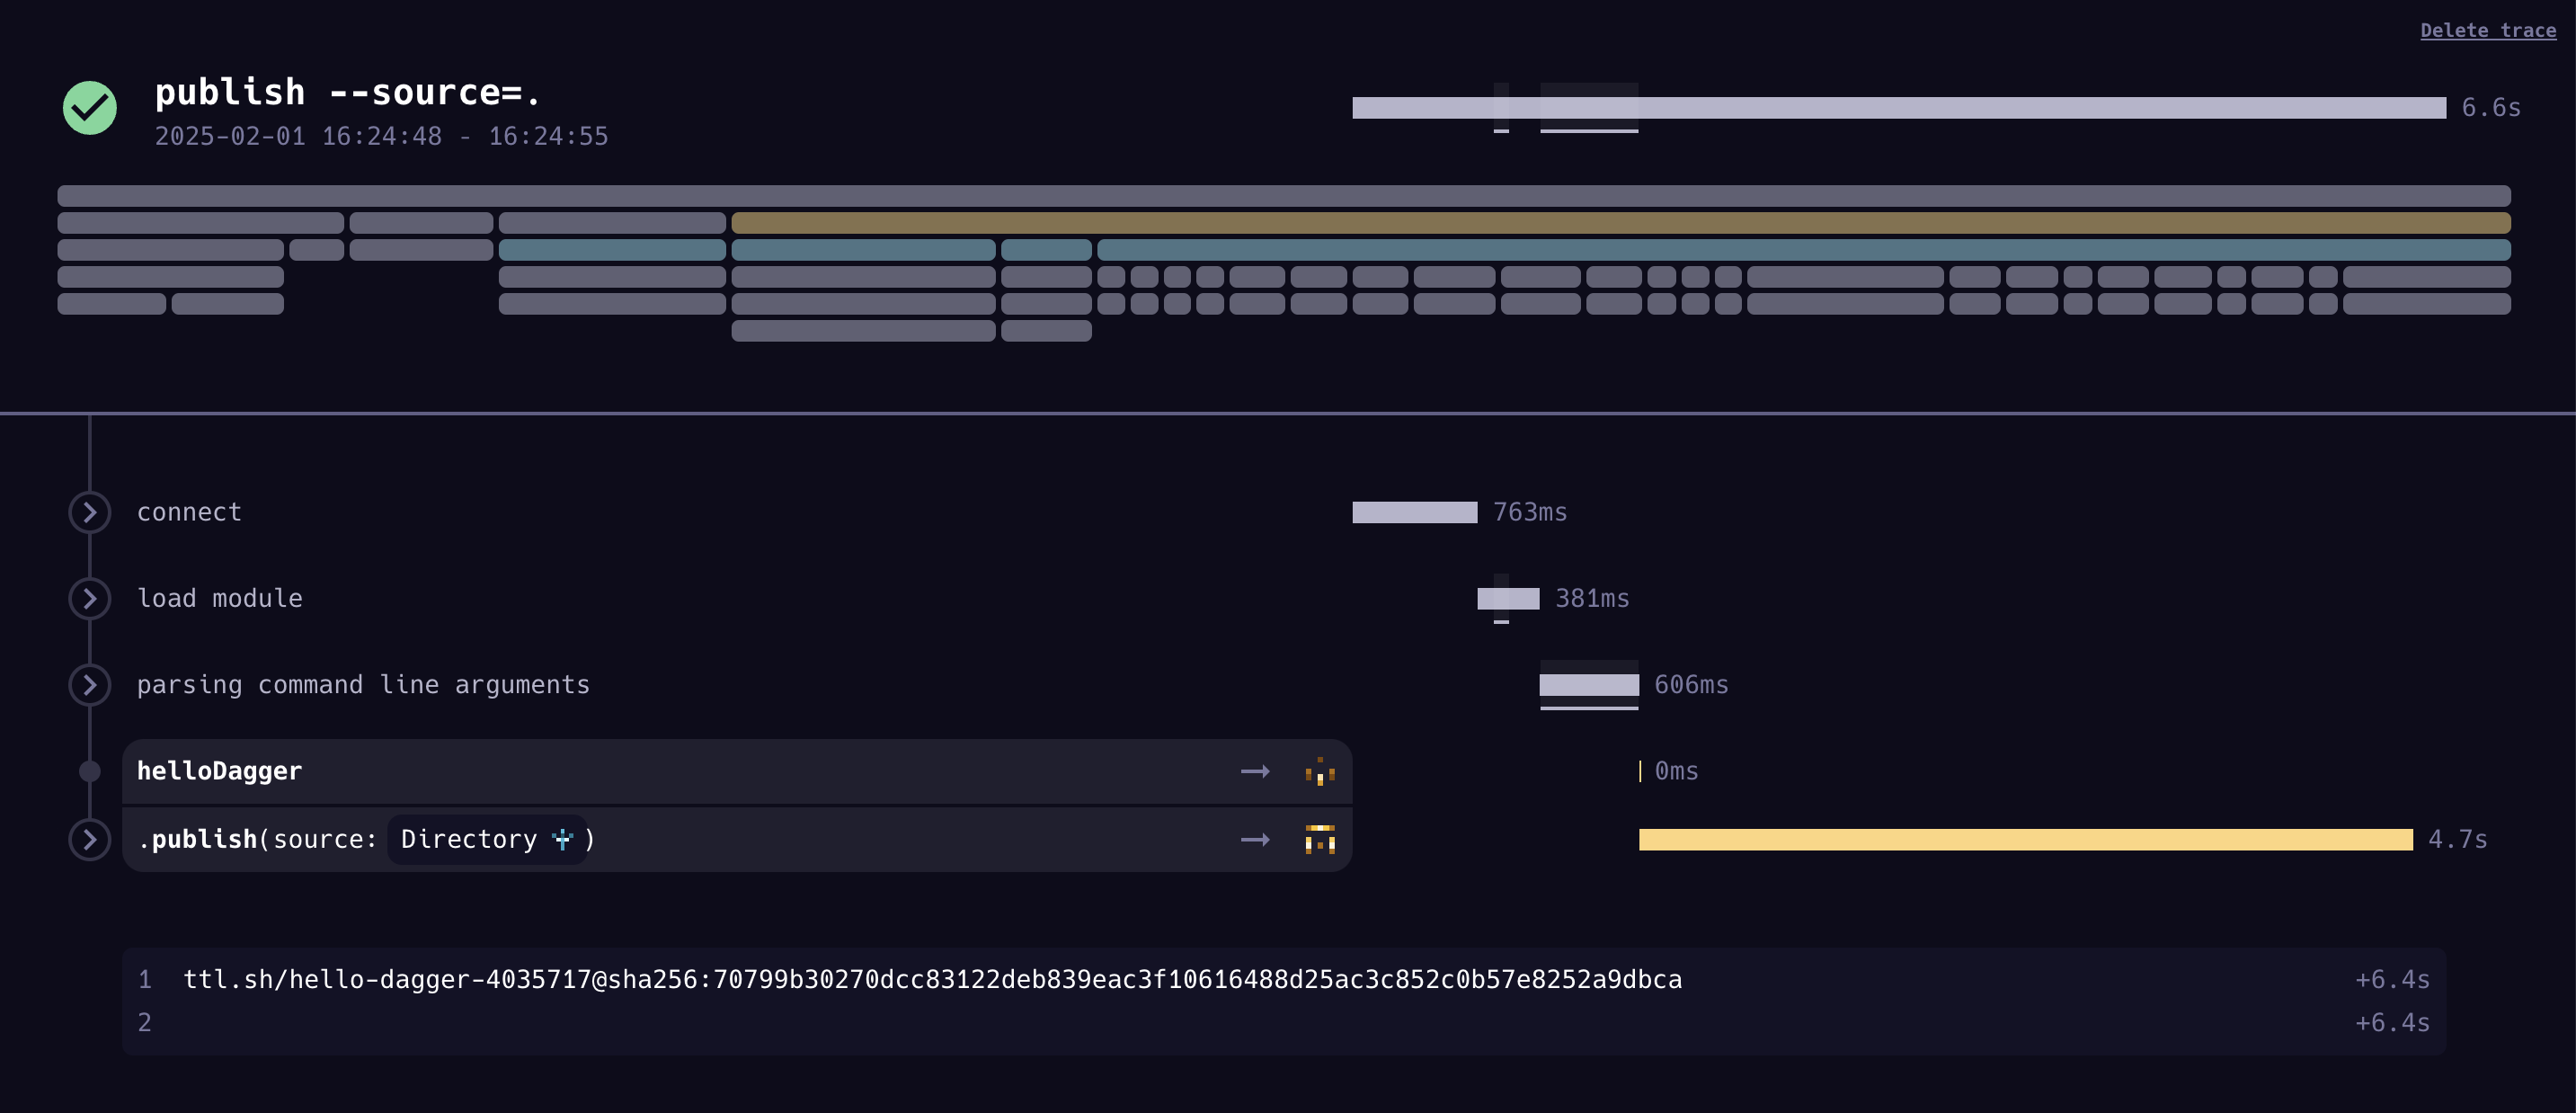 Delete trace
publish --source=.
6.6s
2025-02-01 16:24:48 - 16:24:55
connect 763ms
load module 381ms
parsing command line arguments 606ms
helloDagger 0ms
.publish(source: Directory ) 4.7s
1 ttl.sh/hello-dagger-4035717@sha256:70799b30270dcc83122deb839eac3f10616488d25ac3c852c0b57e8252a9dbca +6.4s
2 +6.4s